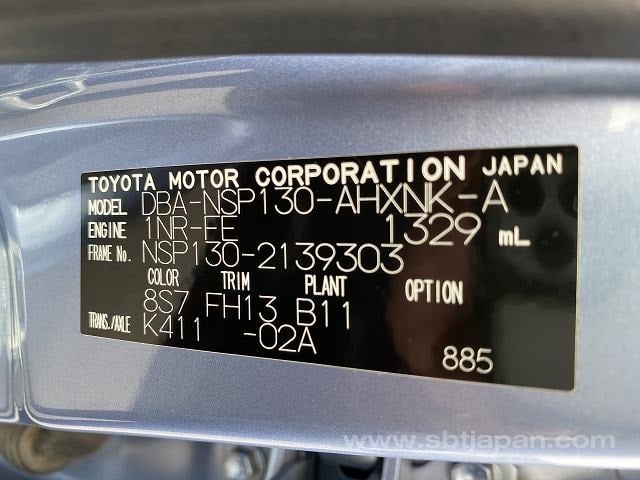 TOYOTA MOTOR CORPORATION JAPAN
MODEL DBA-NSP130-AHXNK-A
ENGINE 1NR-FE 1329 mL
FRAME No. NSP130-2139303
COLOR TRIM PLANT OPTION
8S7 FH13 B11
TRANS./AXLE K411 -02A
885
www.sbtjapan.com